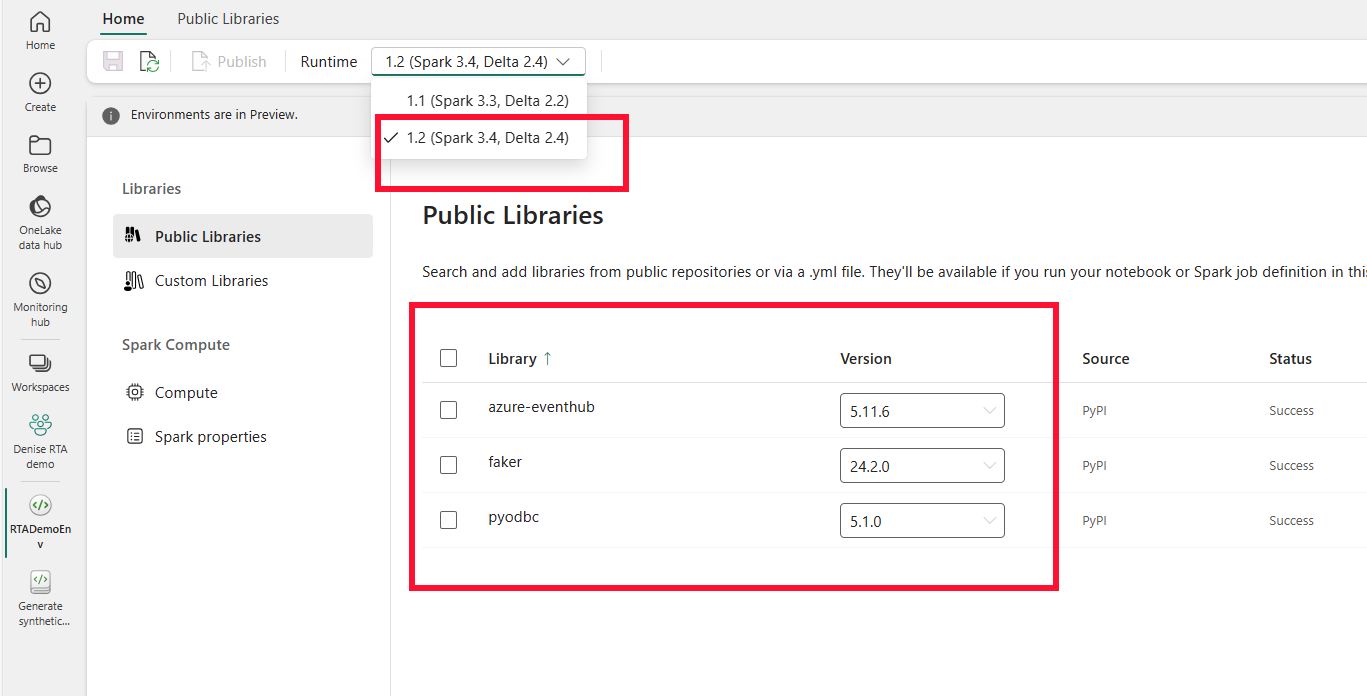 Home
Create
Browse
OneLake
data hub
Monitoring
hub
Workspaces
Denise RTA
demo
RTADemoEn
v
Generate
synthetic...
Home Public Libraries
Publish Runtime 1.2 (Spark 3.4, Delta 2.4)
1.1 (Spark 3.3, Delta 2.2)
1.2 (Spark 3.4, Delta 2.4)
Environments are in Preview.
Libraries
Public Libraries
Custom Libraries
Spark Compute
Compute
Spark properties
Public Libraries
Search and add libraries from public repositories or via a .yml file. They'll be available if you run your notebook or Spark job definition in this
Library ↑ Version Source Status
azure-eventhub 5.11.6 PyPI Success
faker 24.2.0 PyPI Success
pyodbc 5.1.0 PyPI Success